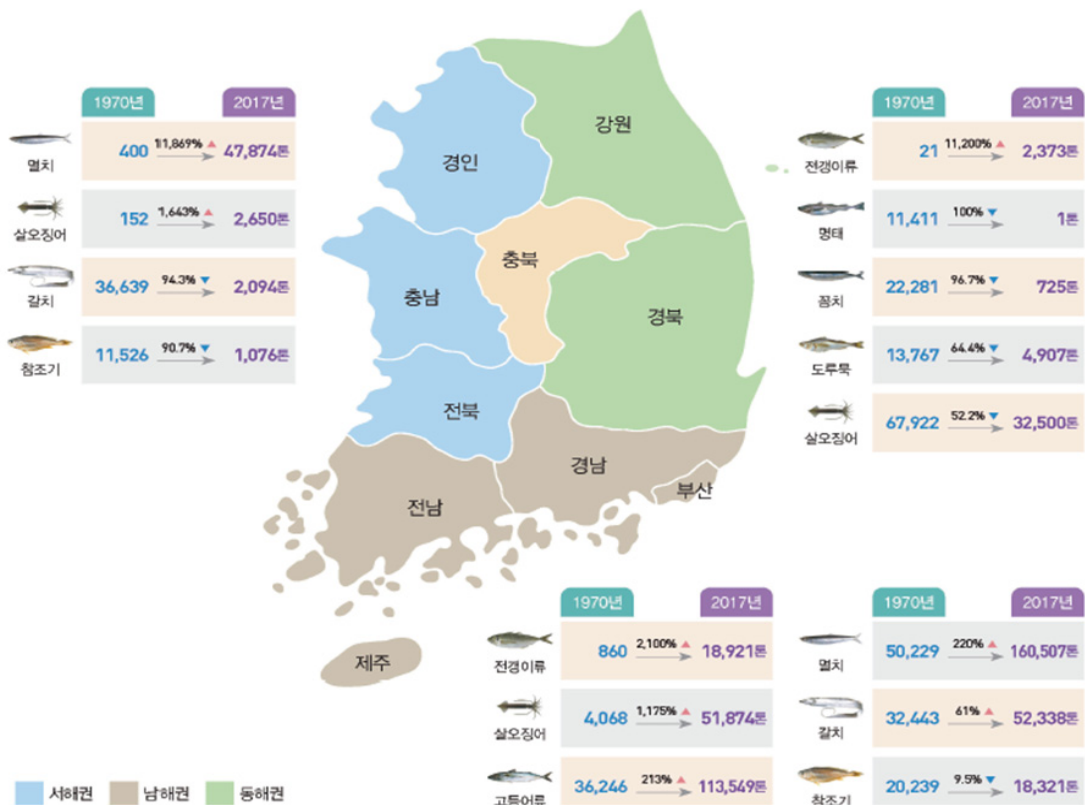 1970년 2017년
멸치 400 11,869% ▲ 47,874톤
살오징어 152 1,643% ▲ 2,650톤
갈치 36,639 94.3% ▼ 2,094톤
참조기 11,526 90.7% ▼ 1,076톤
강원
경인
충북
충남
경북
전북
경남
부산
전남
제주
1970년 2017년
전갱이류 21 11,200% ▲ 2,373톤
명태 11,411 100% ▼ 1톤
꽁치 22,281 96.7% ▼ 725톤
도루묵 13,767 64.4% ▼ 4,907톤
살오징어 67,922 52.2% ▼ 32,500톤
1970년 2017년
전갱이류 860 2,100% ▲ 18,921톤
살오징어 4,068 1,175% ▲ 51,874톤
고등어류 36,246 213% ▲ 113,549톤
1970년 2017년
멸치 50,229 220% ▲ 160,507톤
갈치 32,443 61% ▲ 52,338톤
참조기 20,239 9.5% ▼ 18,321톤
서해권 남해권 동해권